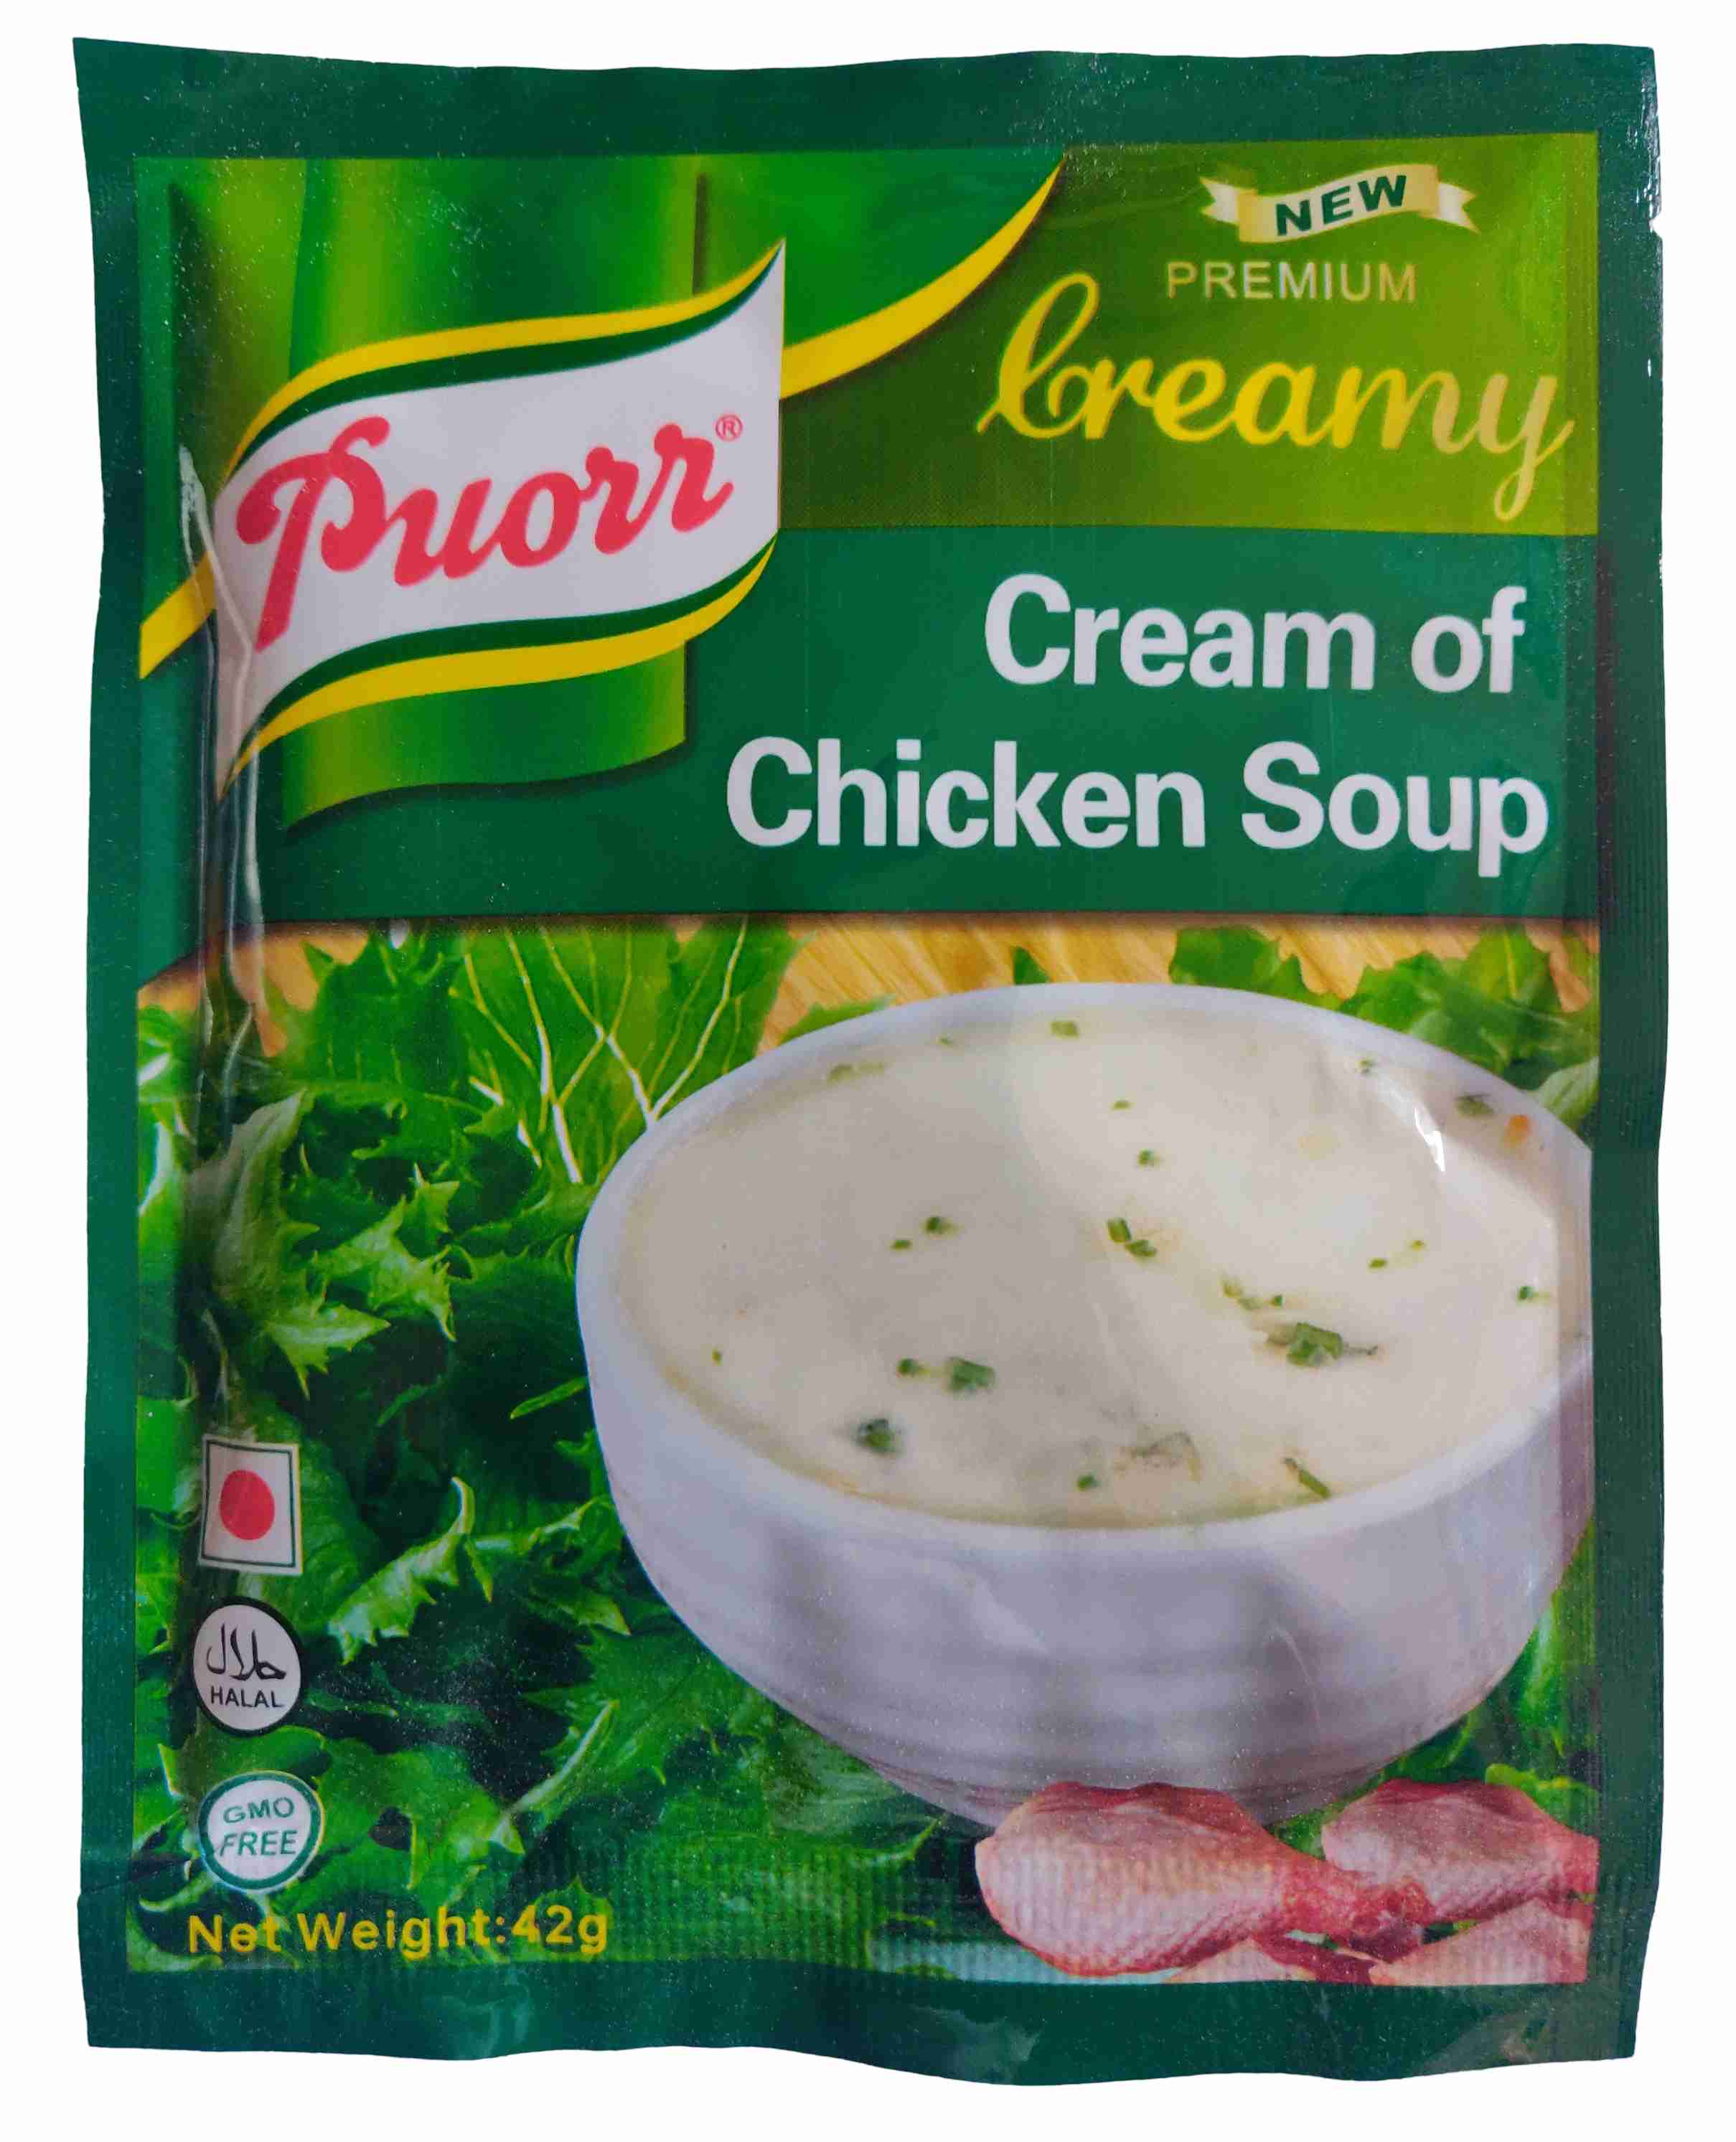 NEW
PREMIUM
Creamy
Puorr®
Cream of
Chicken Soup
حلال
HALAL
GMO
FREE
Net Weight:42g